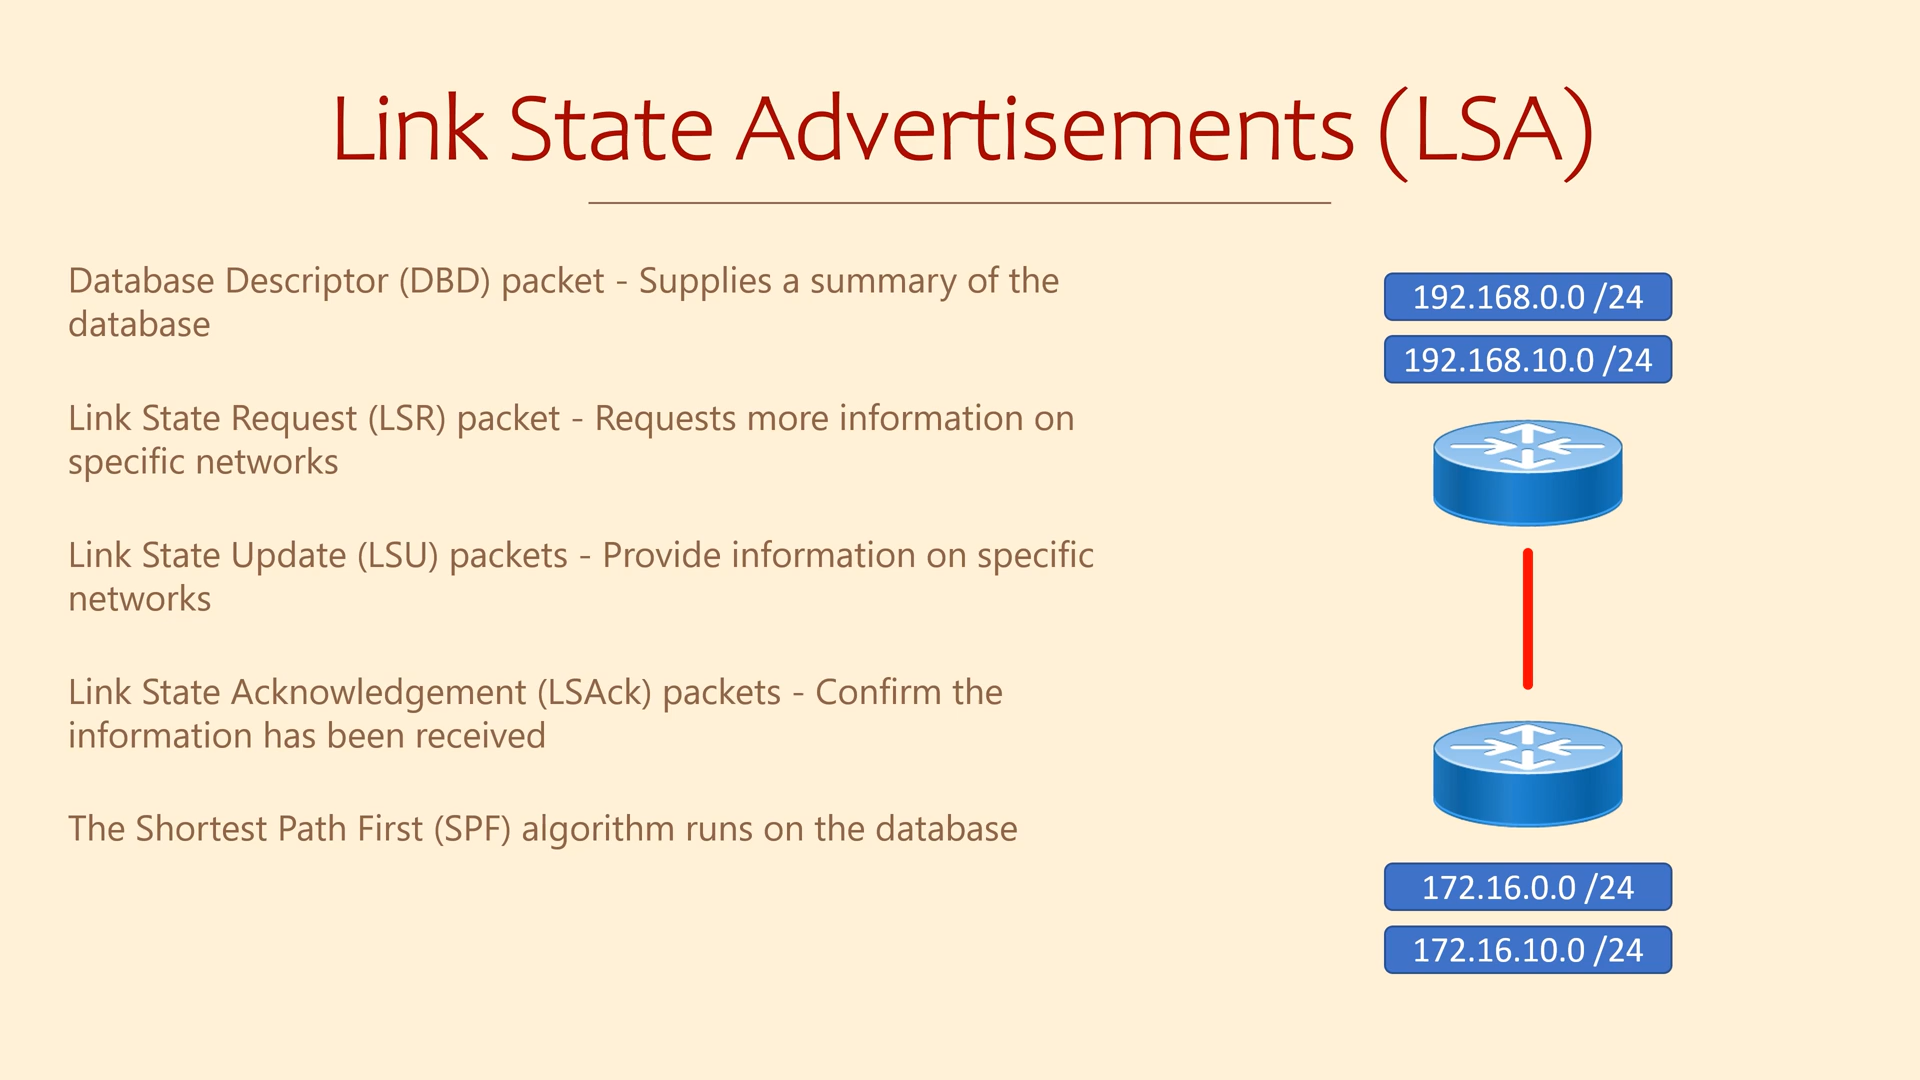 Link State Advertisements (LSA)
Database Descriptor (DBD) packet - Supplies a summary of the
database
Link State Request (LSR) packet - Requests more information on
specific networks
Link State Update (LSU) packets - Provide information on specific
networks
Link State Acknowledgement (LSAck) packets - Confirm the
information has been received
The Shortest Path First (SPF) algorithm runs on the database
192.168.0.0 /24
192.168.10.0 /24
172.16.0.0 /24
172.16.10.0 /24